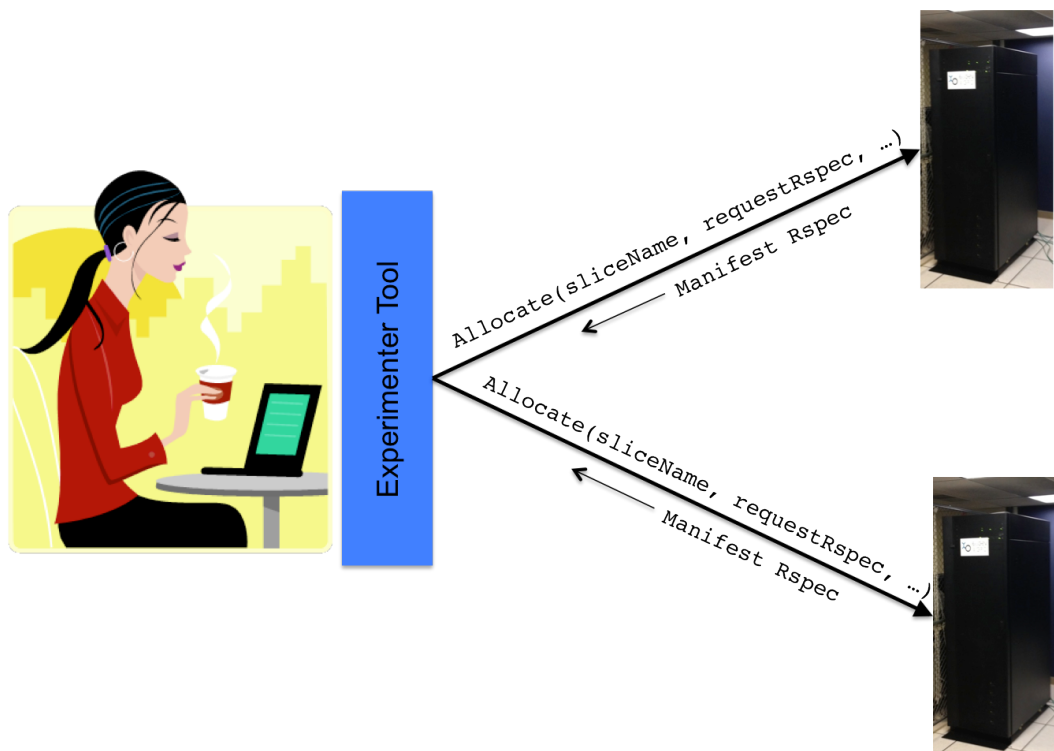 Experimenter Tool
Allocate(sliceName, requestRspec, …)
Manifest Rspec
Allocate(sliceName, requestRspec, …)
Manifest Rspec